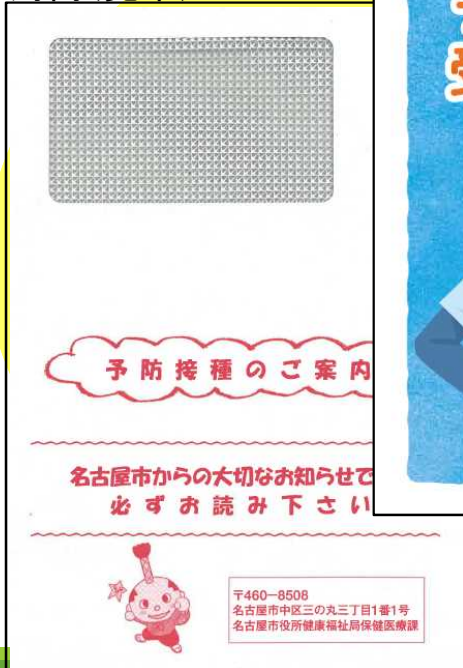 予防接種のご案内
名古屋市からの大切なお知らせで
必ずお読み下さい
〒460-8508
名古屋市中区三の丸三丁目1番1号
名古屋市役所健康福祉局保健医療課